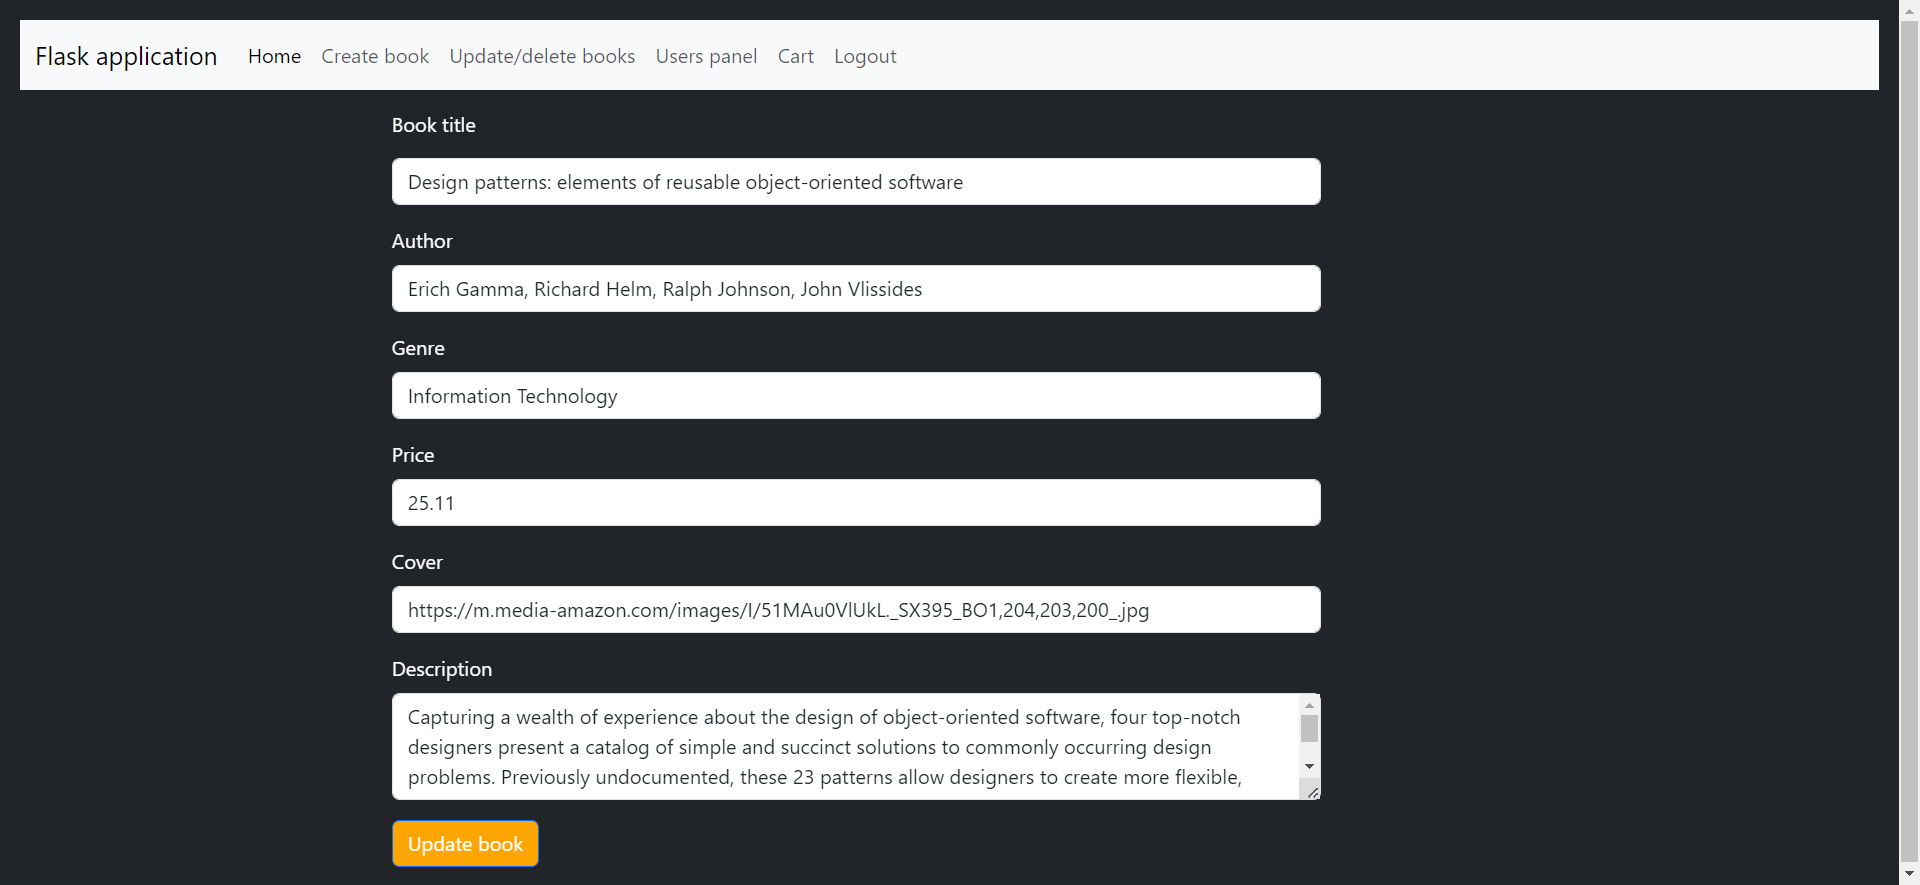 Flask application Home Create book Update/delete books Users panel Cart Logout
Book title
Design patterns: elements of reusable object-oriented software
Author
Erich Gamma, Richard Helm, Ralph Johnson, John Vlissides
Genre
Information Technology
Price
25.11
Cover
https://m.media-amazon.com/images/I/51MAu0VlUkL._SX395_BO1,204,203,200_.jpg
Description
Capturing a wealth of experience about the design of object-oriented software, four top-notch
designers present a catalog of simple and succinct solutions to commonly occurring design
problems. Previously undocumented, these 23 patterns allow designers to create more flexible,
Update book